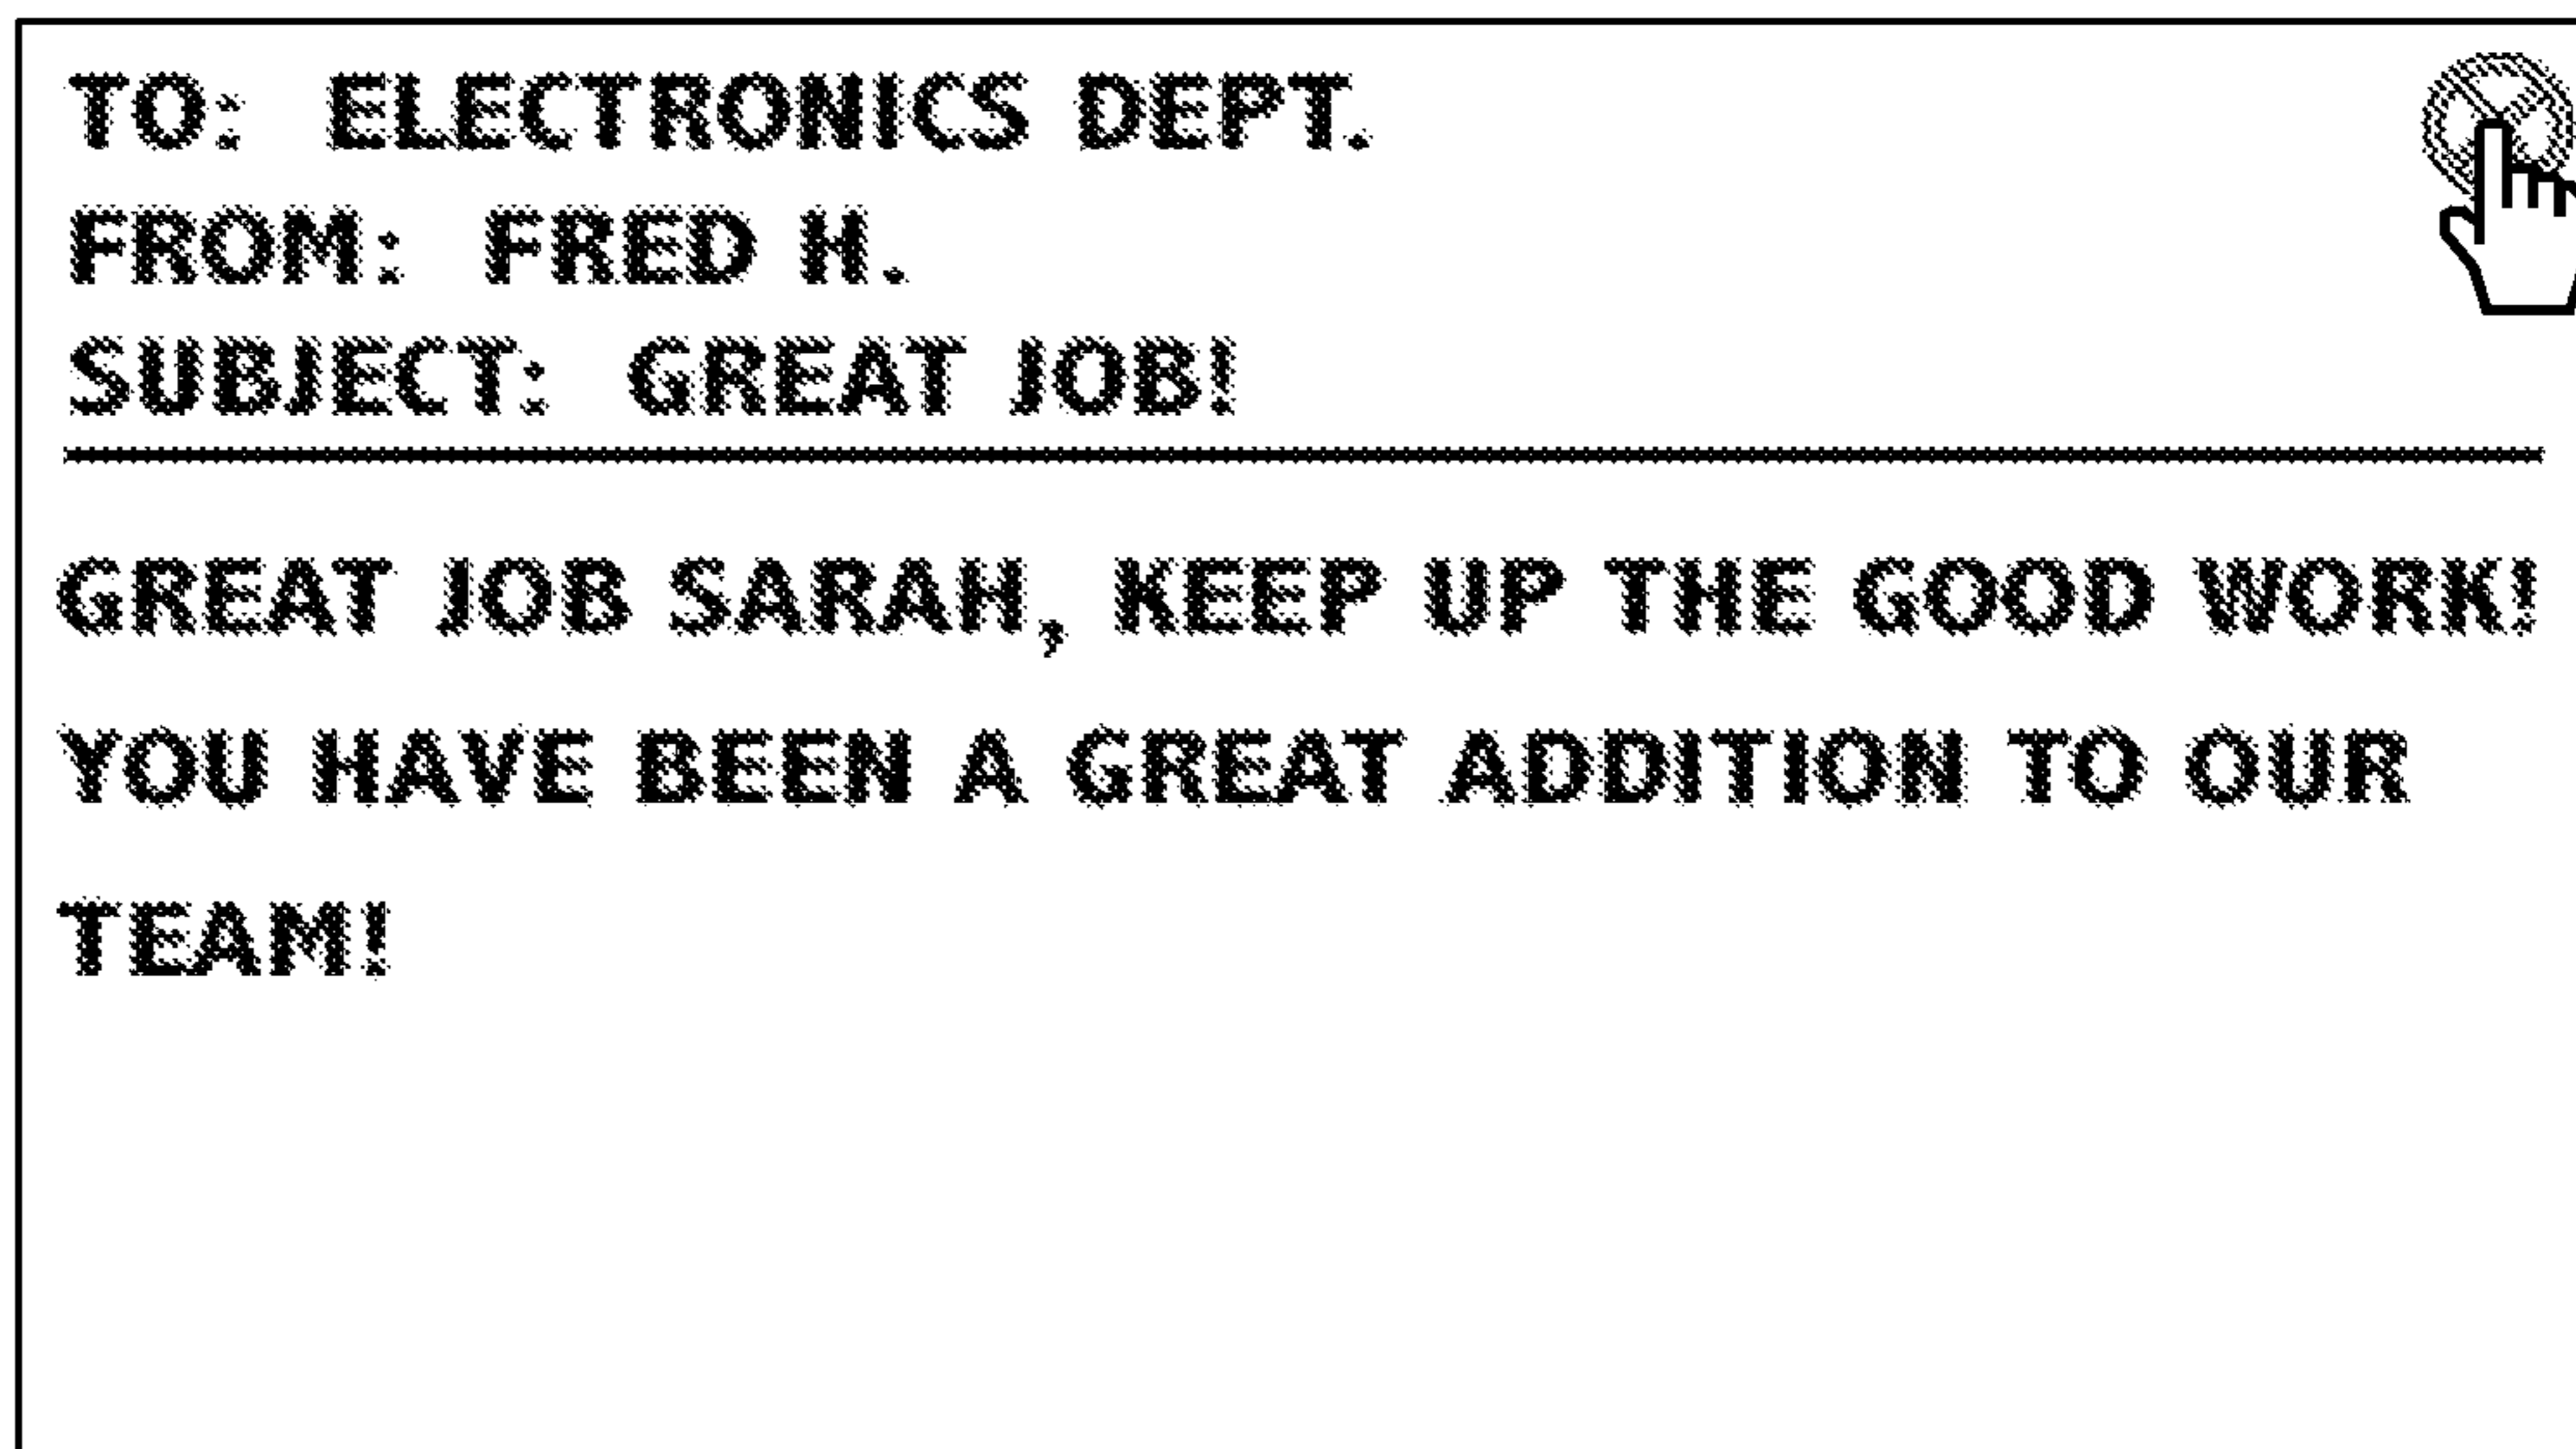 TO: ELECTRONICS DEPT.
FROM: FRED H.
SUBJECT: GREAT JOB!
GREAT JOB SARAH, KEEP UP THE GOOD WORK!
YOU HAVE BEEN A GREAT ADDITION TO OUR
TEAM!